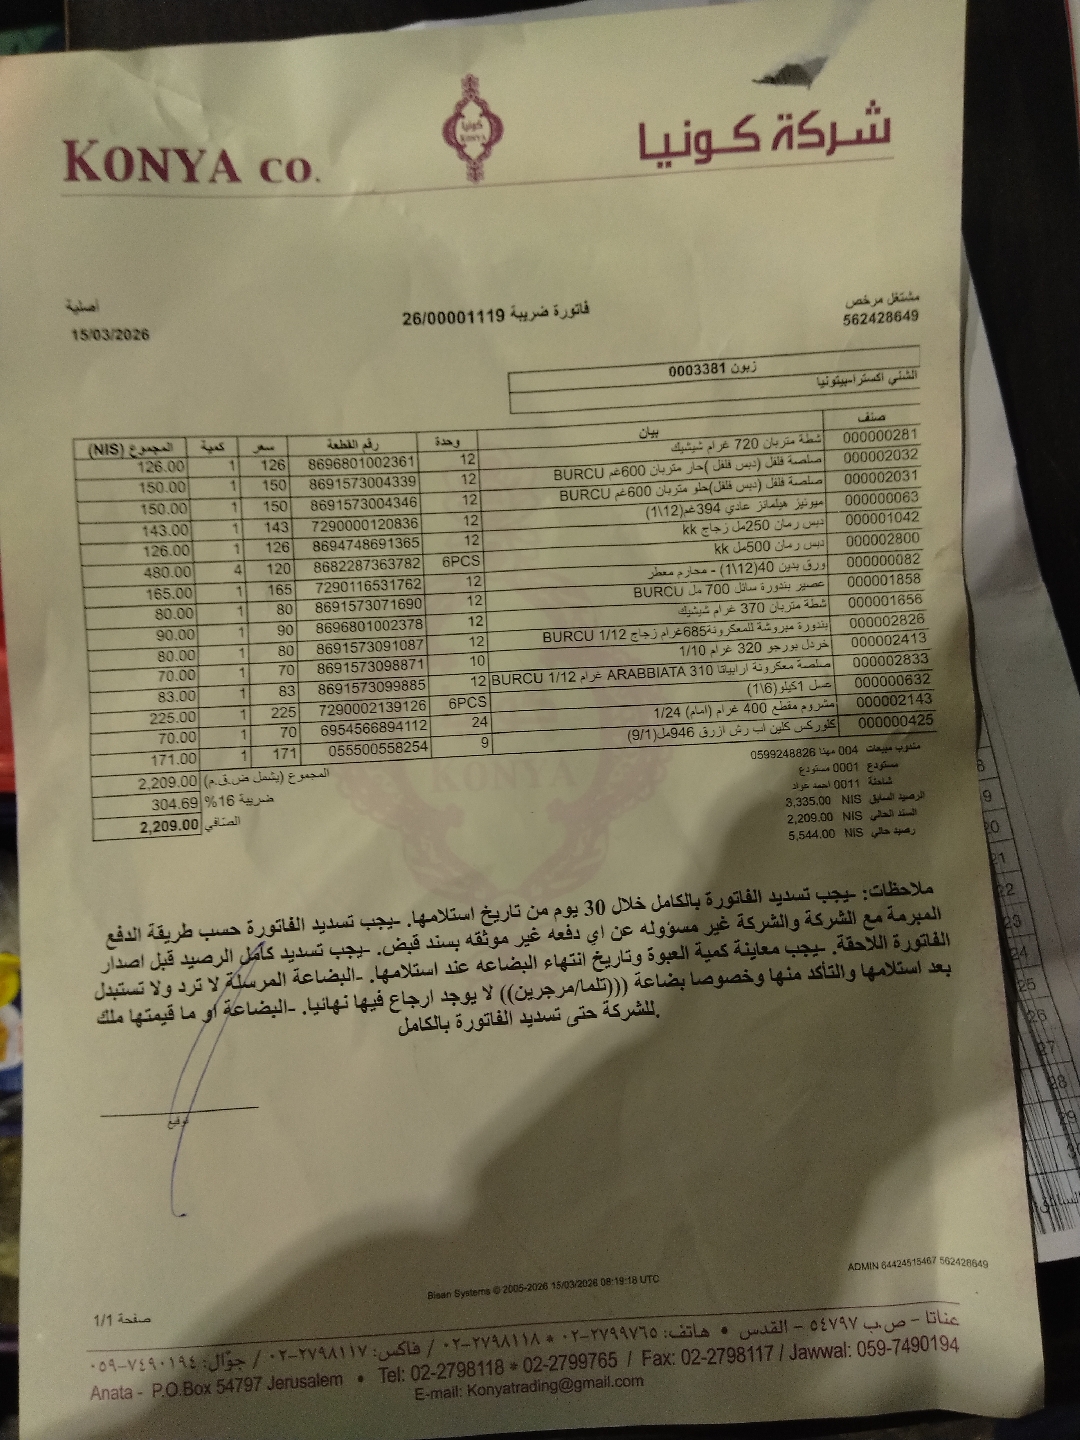 KONYA CO.
شركة كونيا
كونيا
KONYA
أصلية
15/03/2026
فاتورة ضريبة 26/00001119
مشتغل مرخص
562428649
زبون 0003381
الشني اكسترا-بيتونيا
صنف بيان وحدة رقم القطعة سعر كمية المجموع (NIS)
000000281 شطة متربان 720 غرام شيشيك 12 8696801002361 126 1 126.00
000002032 صلصة فلفل (دبس فلفل )حار متربان 600غم BURCU 12 8691573004339 150 1 150.00
000002031 صلصة فلفل (دبس فلفل)حلو متربان 600غم BURCU 12 8691573004346 150 1 150.00
000000063 ميونيز هيلمانز عادي 394غم(12\1) 12 7290000120836 143 1 143.00
000001042 دبس رمان 250مل زجاج kk 12 8694748691365 126 1 126.00
000002800 دبس رمان 500مل kk 6PCS 8682287363782 120 4 480.00
000000082 ورق بدين 40(12\1) - محارم معطر 12 7290116531762 165 1 165.00
000001858 عصير بندورة سائل 700 مل BURCU 12 8691573071690 80 1 80.00
000001656 شطة متربان 370 غرام شيشيك 12 8696801002378 90 1 90.00
000002826 بندورة مبروشة للمعكرونة685غرام زجاج BURCU 1/12 12 8691573091087 80 1 80.00
000002413 خردل بورجو 320 غرام 1/10 10 8691573098871 70 1 70.00
000002833 صلصة معكرونة ارابياتا ARABBIATA 310 غرام BURCU 1/12 12 8691573099885 83 1 83.00
000000632 عسل 1كيلو(6\1) 6PCS 7290002139126 225 1 225.00
000002143 مشروم مقطع 400 غرام (امام) 1/24 24 6954566894112 70 1 70.00
000000425 كلوركس كلين اب رش ازرق 946مل(9/1) 9 055500558254 171 1 171.00
المجموع (يشمل ض.ق.م) 2,209.00
ضريبة 16% 304.69
الصافي 2,209.00
مندوب مبيعات 004 مهنا 0599248826
مستودع 0001 مستودع
شاحنة 0011 احمد عواد
الرصيد السابق NIS 3,335.00
السند الحالي NIS 2,209.00
رصيد حالي NIS 5,544.00
ملاحظات: -يجب تسديد الفاتورة بالكامل خلال 30 يوم من تاريخ استلامها. -يجب تسديد الفاتورة حسب طريقة الدفع
المبرمة مع الشركة والشركة غير مسؤوله عن اي دفعه غير موثقه بسند قبض. -يجب تسديد كامل الرصيد قبل اصدار
الفاتورة اللاحقة. -يجب معاينة كمية العبوة وتاريخ انتهاء البضاعه عند استلامها. -البضاعة المرسلة لا ترد ولا تستبدل
بعد استلامها والتأكد منها وخصوصا بضاعة (((تلما/مرجرين)) لا يوجد ارجاع فيها نهائيا. -البضاعة او ما قيمتها ملك
للشركة حتى تسديد الفاتورة بالكامل.
توقيع
ADMIN 64424515467 562428649
Bisan Systems © 2005-2026 15/03/2026 08:19:18 UTC
صفحة 1/1
عناتا – ص.ب ٥٤٧٩٧ – القدس • هاتف: ٠٢-٢٧٩٩٧٦٥ * ٠٢-٢٧٩٨١١٨ / فاكس: ٠٢-٢٧٩٨١١٧ / جوّال: ٠٥٩-٧٤٩٠١٩٤
Anata - P.O.Box 54797 Jerusalem • Tel: 02-2798118 * 02-2799765 / Fax: 02-2798117 / Jawwal: 059-7490194
E-mail: Konyatrading@gmail.com